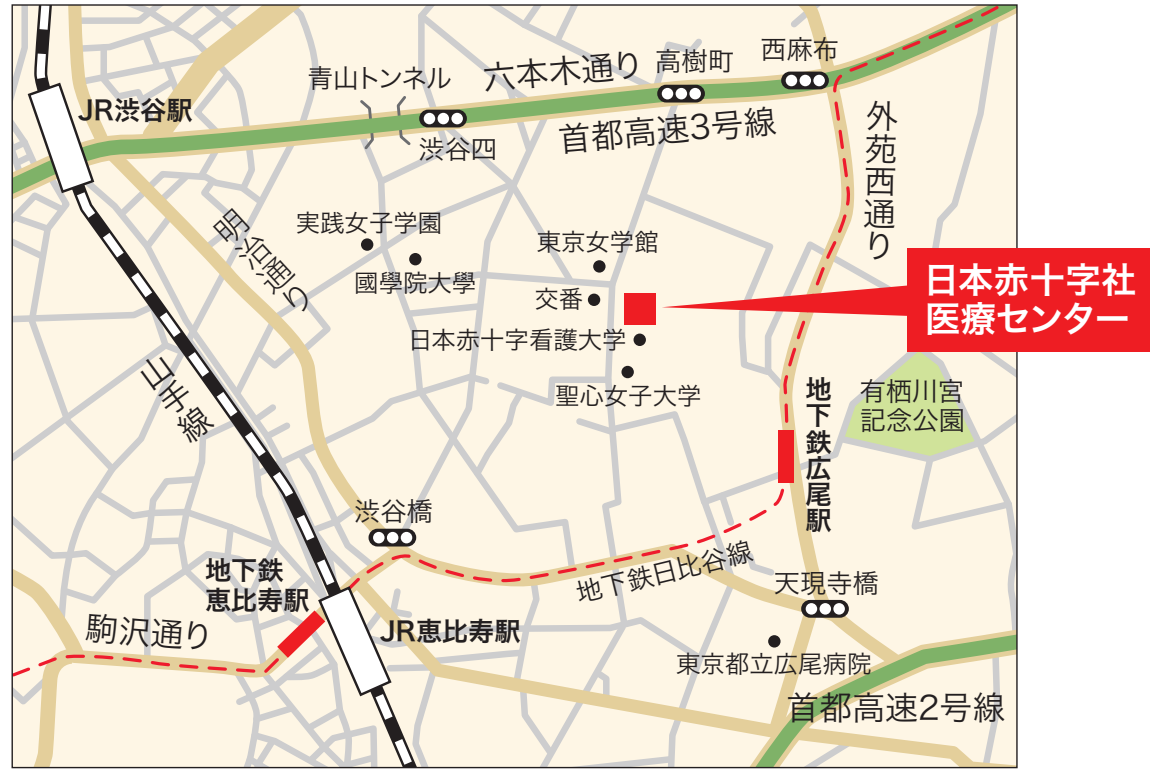 西麻布
高樹町
六本木通り
青山トンネル
JR渋谷駅
首都高速3号線
渋谷四
外苑西通り
実践女子学園
明治通り
東京女学館
國學院大學
交番
日本赤十字社
医療センター
日本赤十字看護大学
聖心女子大学
山手線
地下鉄広尾駅
有栖川宮
記念公園
渋谷橋
地下鉄日比谷線
地下鉄
恵比寿駅
天現寺橋
駒沢通り
JR恵比寿駅
東京都立広尾病院
首都高速2号線